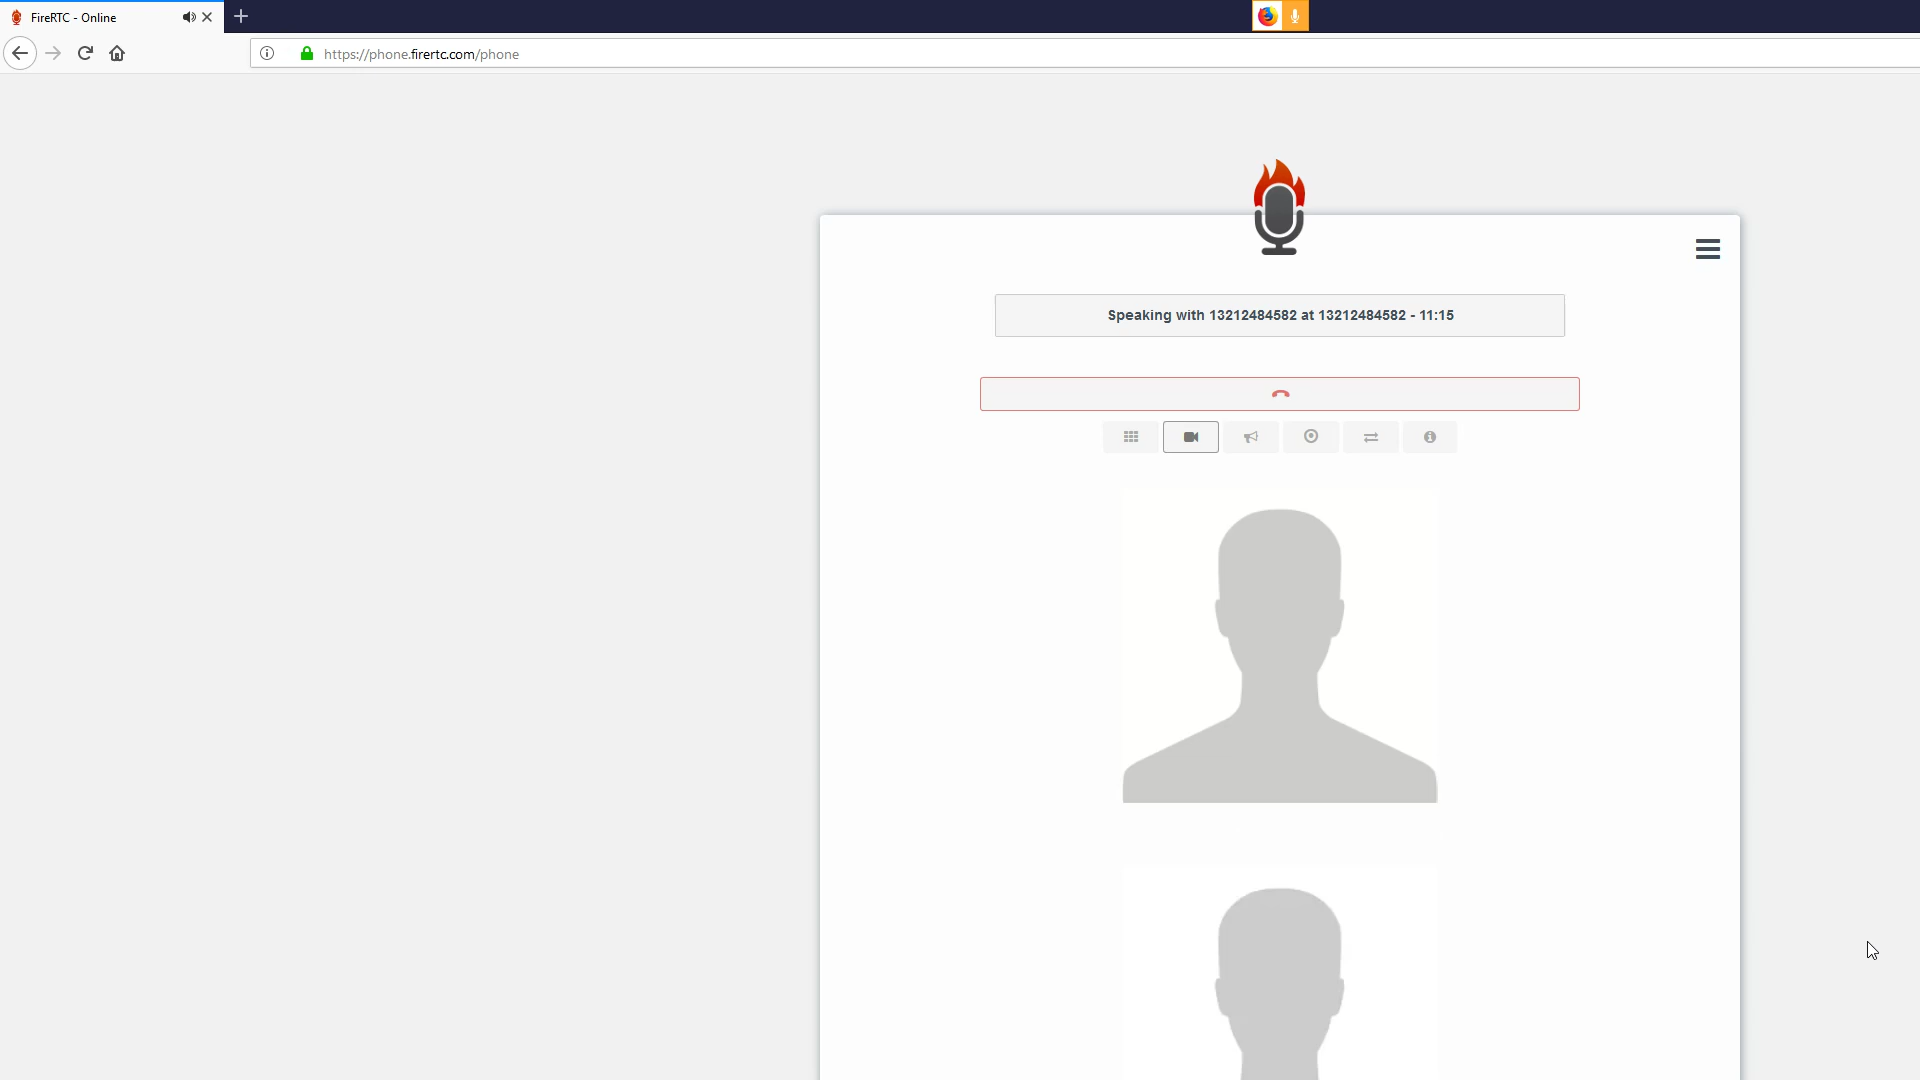 FireRTC - Online
https://phone.firertc.com/phone
Speaking with 13212484582 at 13212484582 - 11:15